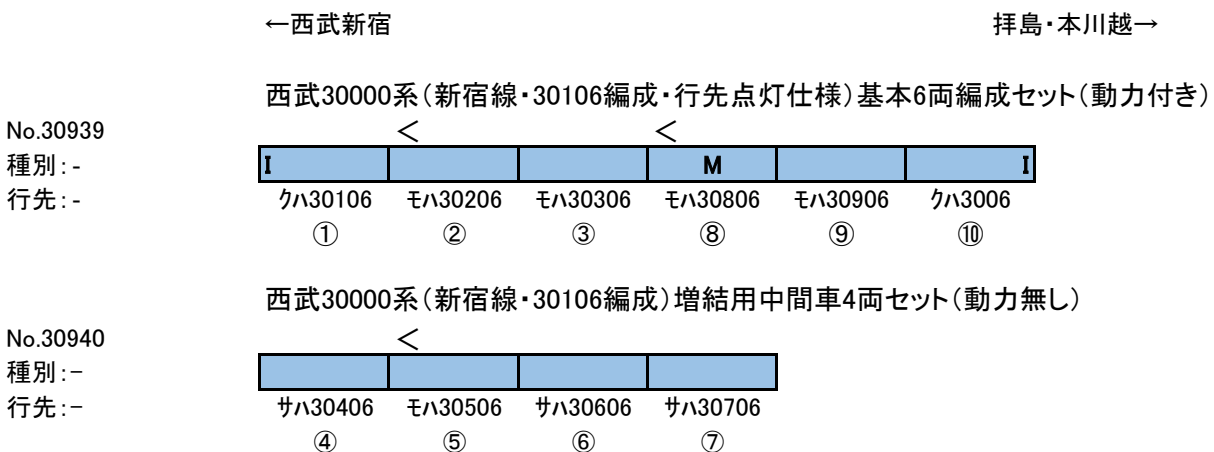 ←西武新宿 拝島・本川越→
西武30000系（新宿線・30106編成・行先点灯仕様）基本6両編成セット（動力付き）
No.30939 < <
種別：- I M I
行先：- ｸﾊ30106 ﾓﾊ30206 ﾓﾊ30306 ﾓﾊ30806 ﾓﾊ30906 ｸﾊ3006
① ② ③ ⑧ ⑨ ⑩
西武30000系（新宿線・30106編成）増結用中間車4両セット（動力無し）
No.30940 <
種別：−
行先：− ｻﾊ30406 ﾓﾊ30506 ｻﾊ30606 ｻﾊ30706
④ ⑤ ⑥ ⑦